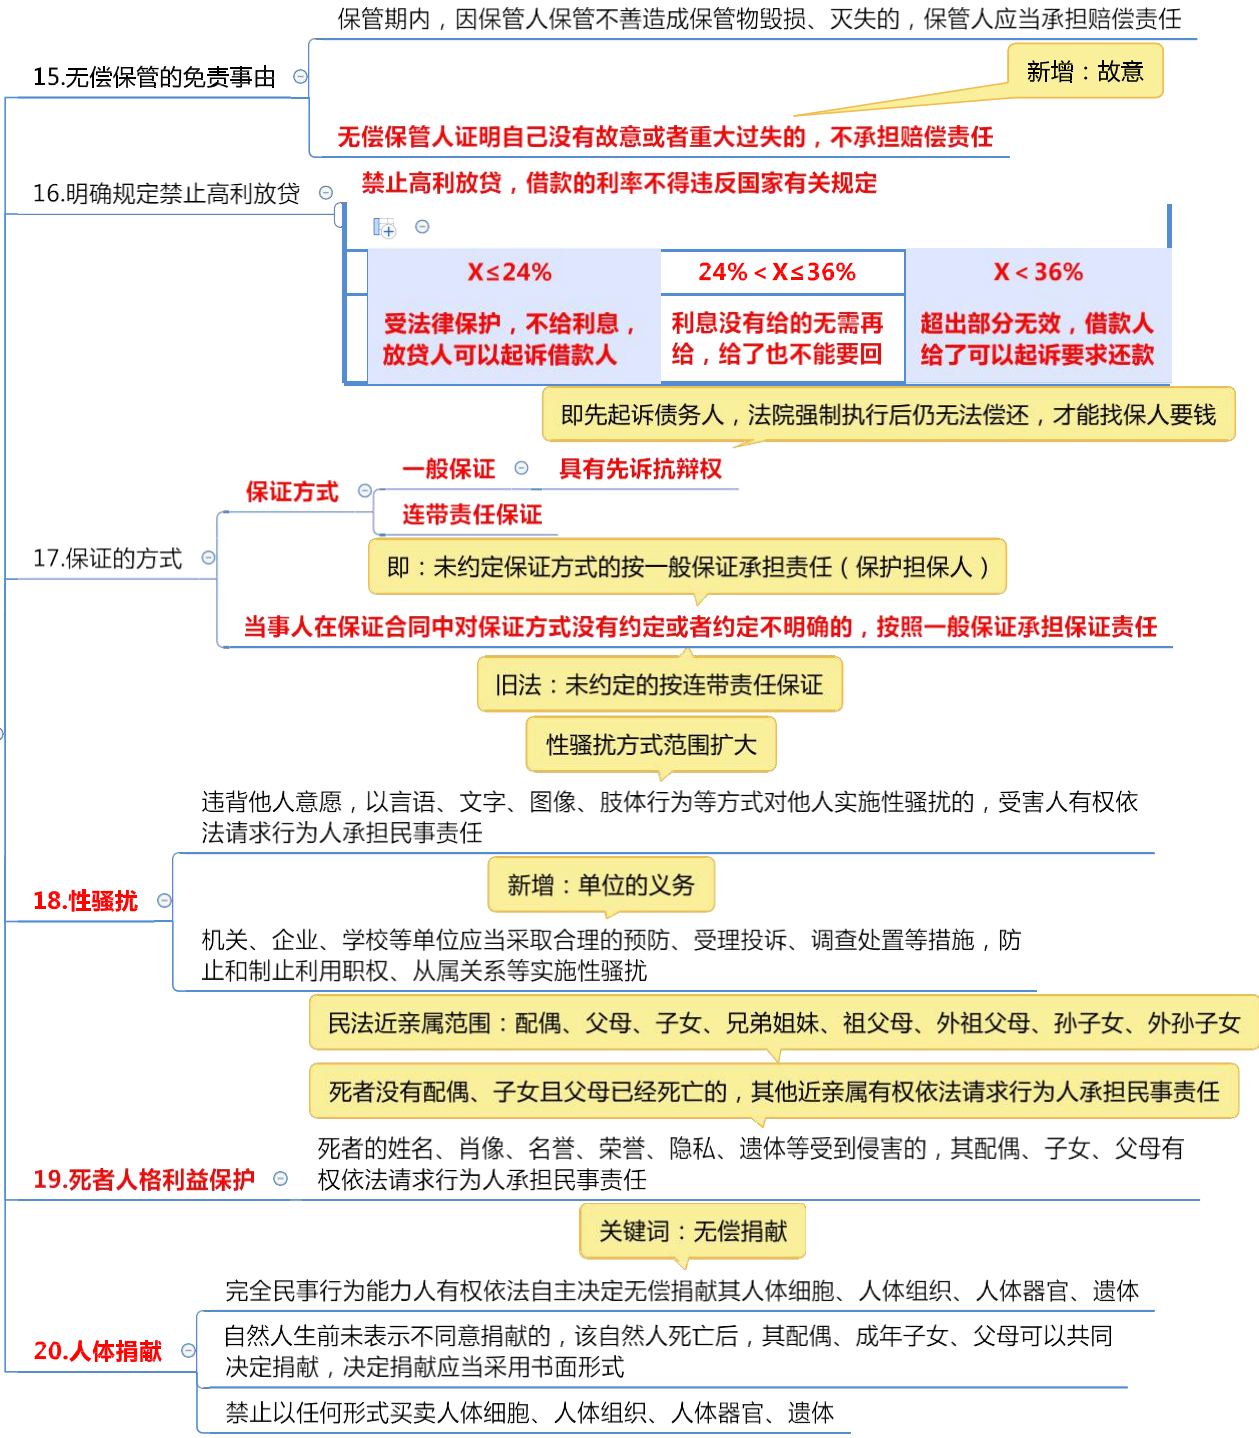 保管期内，因保管人保管不善造成保管物毁损、灭失的，保管人应当承担赔偿责任
15.无偿保管的免责事由
新增：故意
无偿保管人证明自己没有故意或者重大过失的，不承担赔偿责任
16.明确规定禁止高利放贷
禁止高利放贷，借款的利率不得违反国家有关规定
X≤24%
24%＜X≤36%
X＜36%
受法律保护，不给利息，
放贷人可以起诉借款人
利息没有给的无需再
给，给了也不能要回
超出部分无效，借款人
给了可以起诉要求还款
即先起诉债务人，法院强制执行后仍无法偿还，才能找保人要钱
17.保证的方式
保证方式
一般保证
具有先诉抗辩权
连带责任保证
即：未约定保证方式的按一般保证承担责任（保护担保人）
当事人在保证合同中对保证方式没有约定或者约定不明确的，按照一般保证承担保证责任
旧法：未约定的按连带责任保证
性骚扰方式范围扩大
违背他人意愿，以言语、文字、图像、肢体行为等方式对他人实施性骚扰的，受害人有权依
法请求行为人承担民事责任
18.性骚扰
新增：单位的义务
机关、企业、学校等单位应当采取合理的预防、受理投诉、调查处置等措施，防
止和制止利用职权、从属关系等实施性骚扰
民法近亲属范围：配偶、父母、子女、兄弟姐妹、祖父母、外祖父母、孙子女、外孙子女
死者没有配偶、子女且父母已经死亡的，其他近亲属有权依法请求行为人承担民事责任
19.死者人格利益保护
死者的姓名、肖像、名誉、荣誉、隐私、遗体等受到侵害的，其配偶、子女、父母有
权依法请求行为人承担民事责任
关键词：无偿捐献
完全民事行为能力人有权依法自主决定无偿捐献其人体细胞、人体组织、人体器官、遗体
20.人体捐献
自然人生前未表示不同意捐献的，该自然人死亡后，其配偶、成年子女、父母可以共同
决定捐献，决定捐献应当采用书面形式
禁止以任何形式买卖人体细胞、人体组织、人体器官、遗体